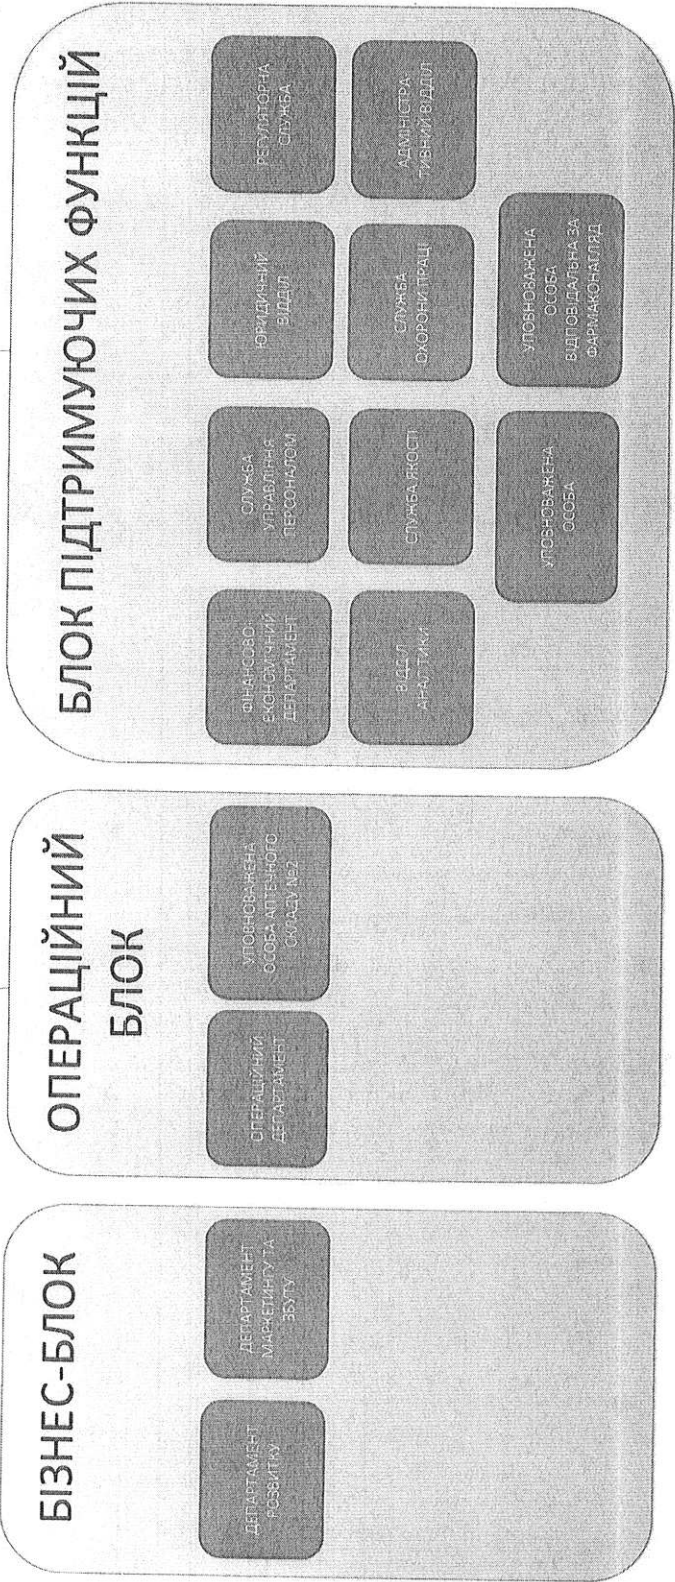 БІЗНЕС-БЛОК
ДЕПАРТАМЕНТ
РОЗВИТКУ
ДЕПАРТАМЕНТ
МАРКЕТИНГУ ТА
ЗБУТУ
ОПЕРАЦІЙНИЙ
БЛОК
ОПЕРАЦІЙНИЙ
ДЕПАРТАМЕНТ
УПОВНОВАЖЕНА
ОСОБА АПТЕЧНОГО
СКЛАДУ №2
БЛОК ПІДТРИМУЮЧИХ ФУНКЦІЙ
ФІНАНСОВО-
ЕКОНОМІЧНИЙ
ДЕПАРТАМЕНТ
СЛУЖБА
УПРАВЛІННЯ
ПЕРСОНАЛОМ
ЮРИДИЧНИЙ
ВІДДІЛ
РЕГУЛЯТОРНА
СЛУЖБА
ВІДДІЛ
АНАЛІТИКИ
СЛУЖБА ЯКОСТІ
СЛУЖБА
ОХОРОНИ ПРАЦІ
АДМІНІСТРА-
ТИВНИЙ ВІДДІЛ
УПОВНОВАЖЕНА
ОСОБА
УПОВНОВАЖЕНА
ОСОБА
ВІДПОВІДАЛЬНА ЗА
ФАРМАКОНАГЛЯД